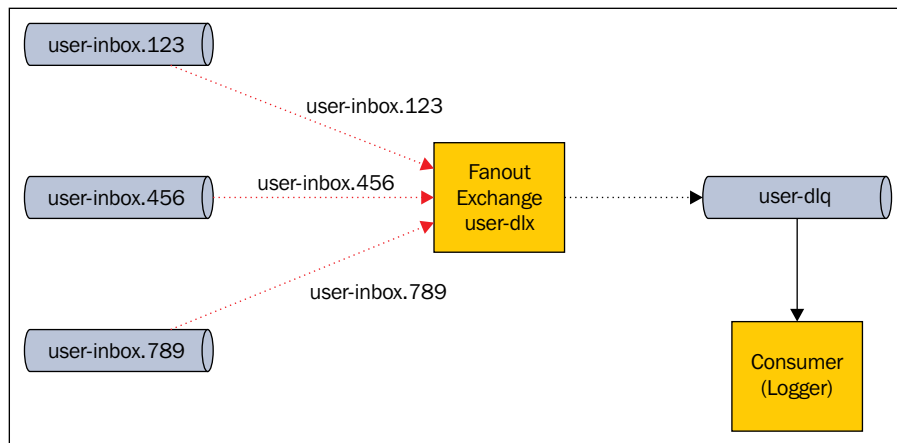 user-inbox.123
user-inbox.123
user-inbox.456
user-inbox.456
Fanout
Exchange
user-dlx
user-dlq
user-inbox.789
user-inbox.789
Consumer
(Logger)